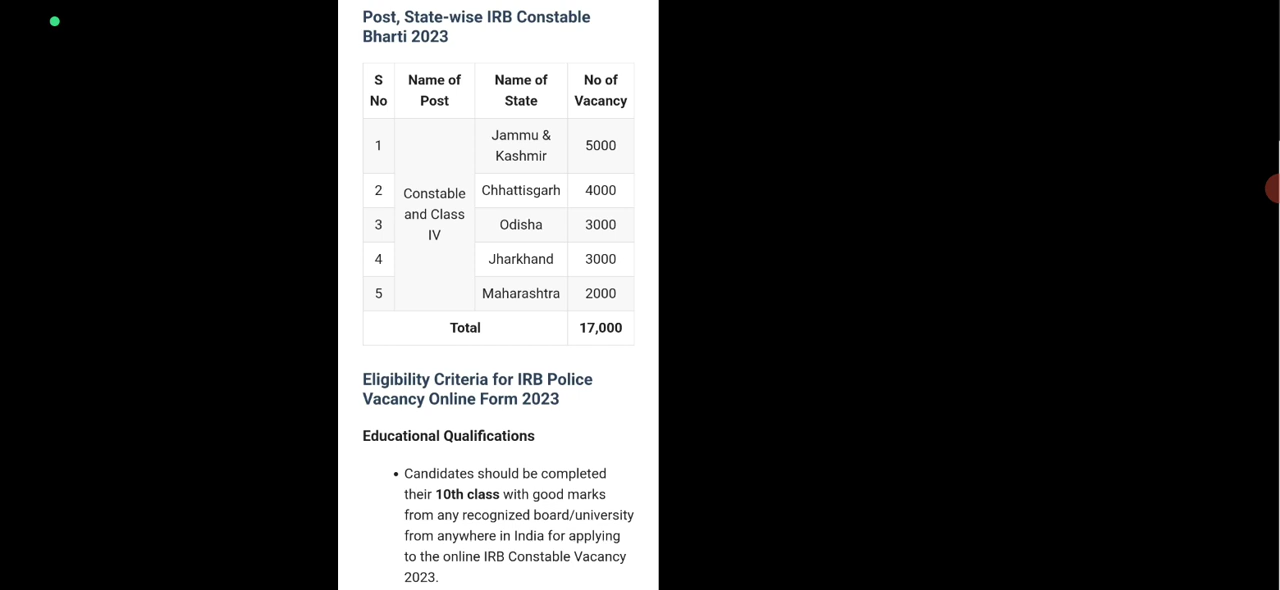 Post, State-wise IRB Constable
Bharti 2023
S No Name of Post Name of State No of Vacancy
1 Constable and Class IV Jammu & Kashmir 5000
2 Chhattisgarh 4000
3 Odisha 3000
4 Jharkhand 3000
5 Maharashtra 2000
Total 17,000
Eligibility Criteria for IRB Police
Vacancy Online Form 2023
Educational Qualifications
• Candidates should be completed
their 10th class with good marks
from any recognized board/university
from anywhere in India for applying
to the online IRB Constable Vacancy
2023.